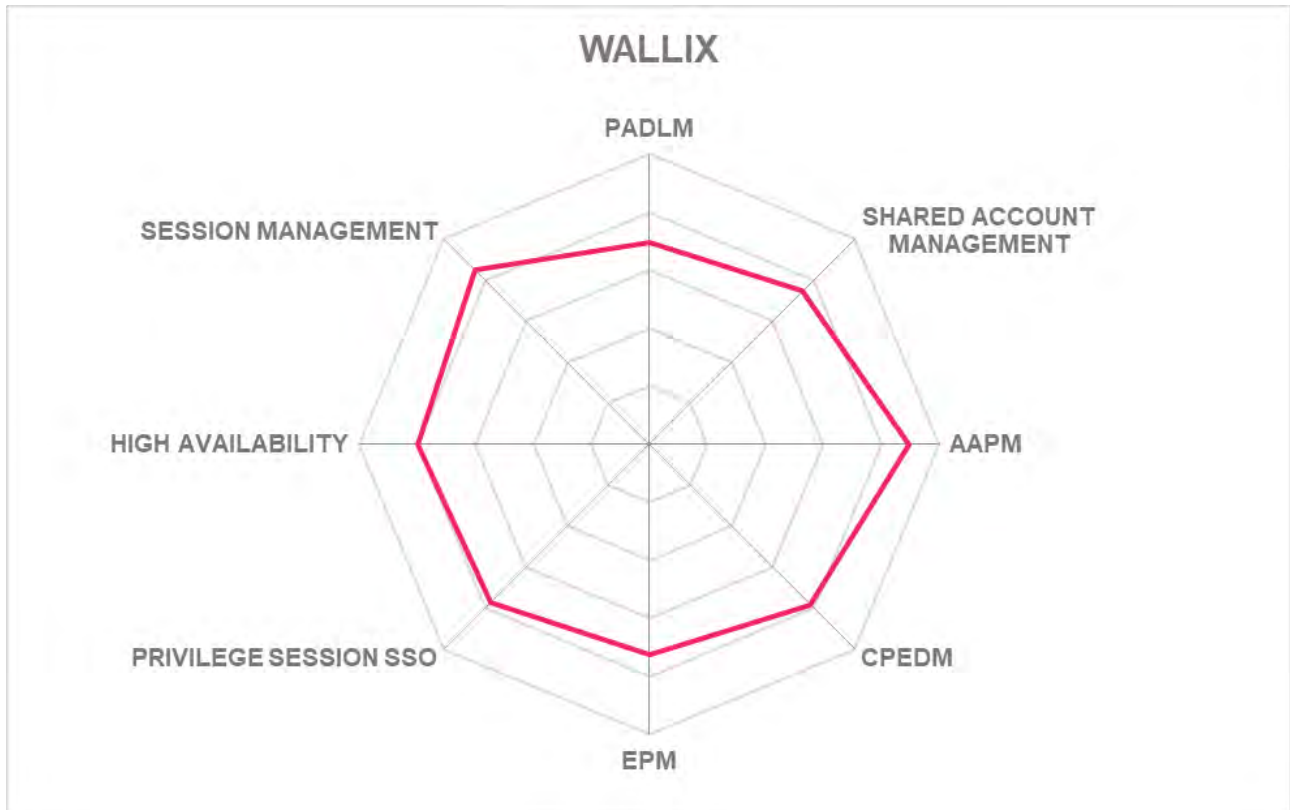 WALLIX
PADLM
SHARED ACCOUNT
MANAGEMENT
SESSION MANAGEMENT
HIGH AVAILABILITY
AAPM
PRIVILEGE SESSION SSO
CPEDM
EPM